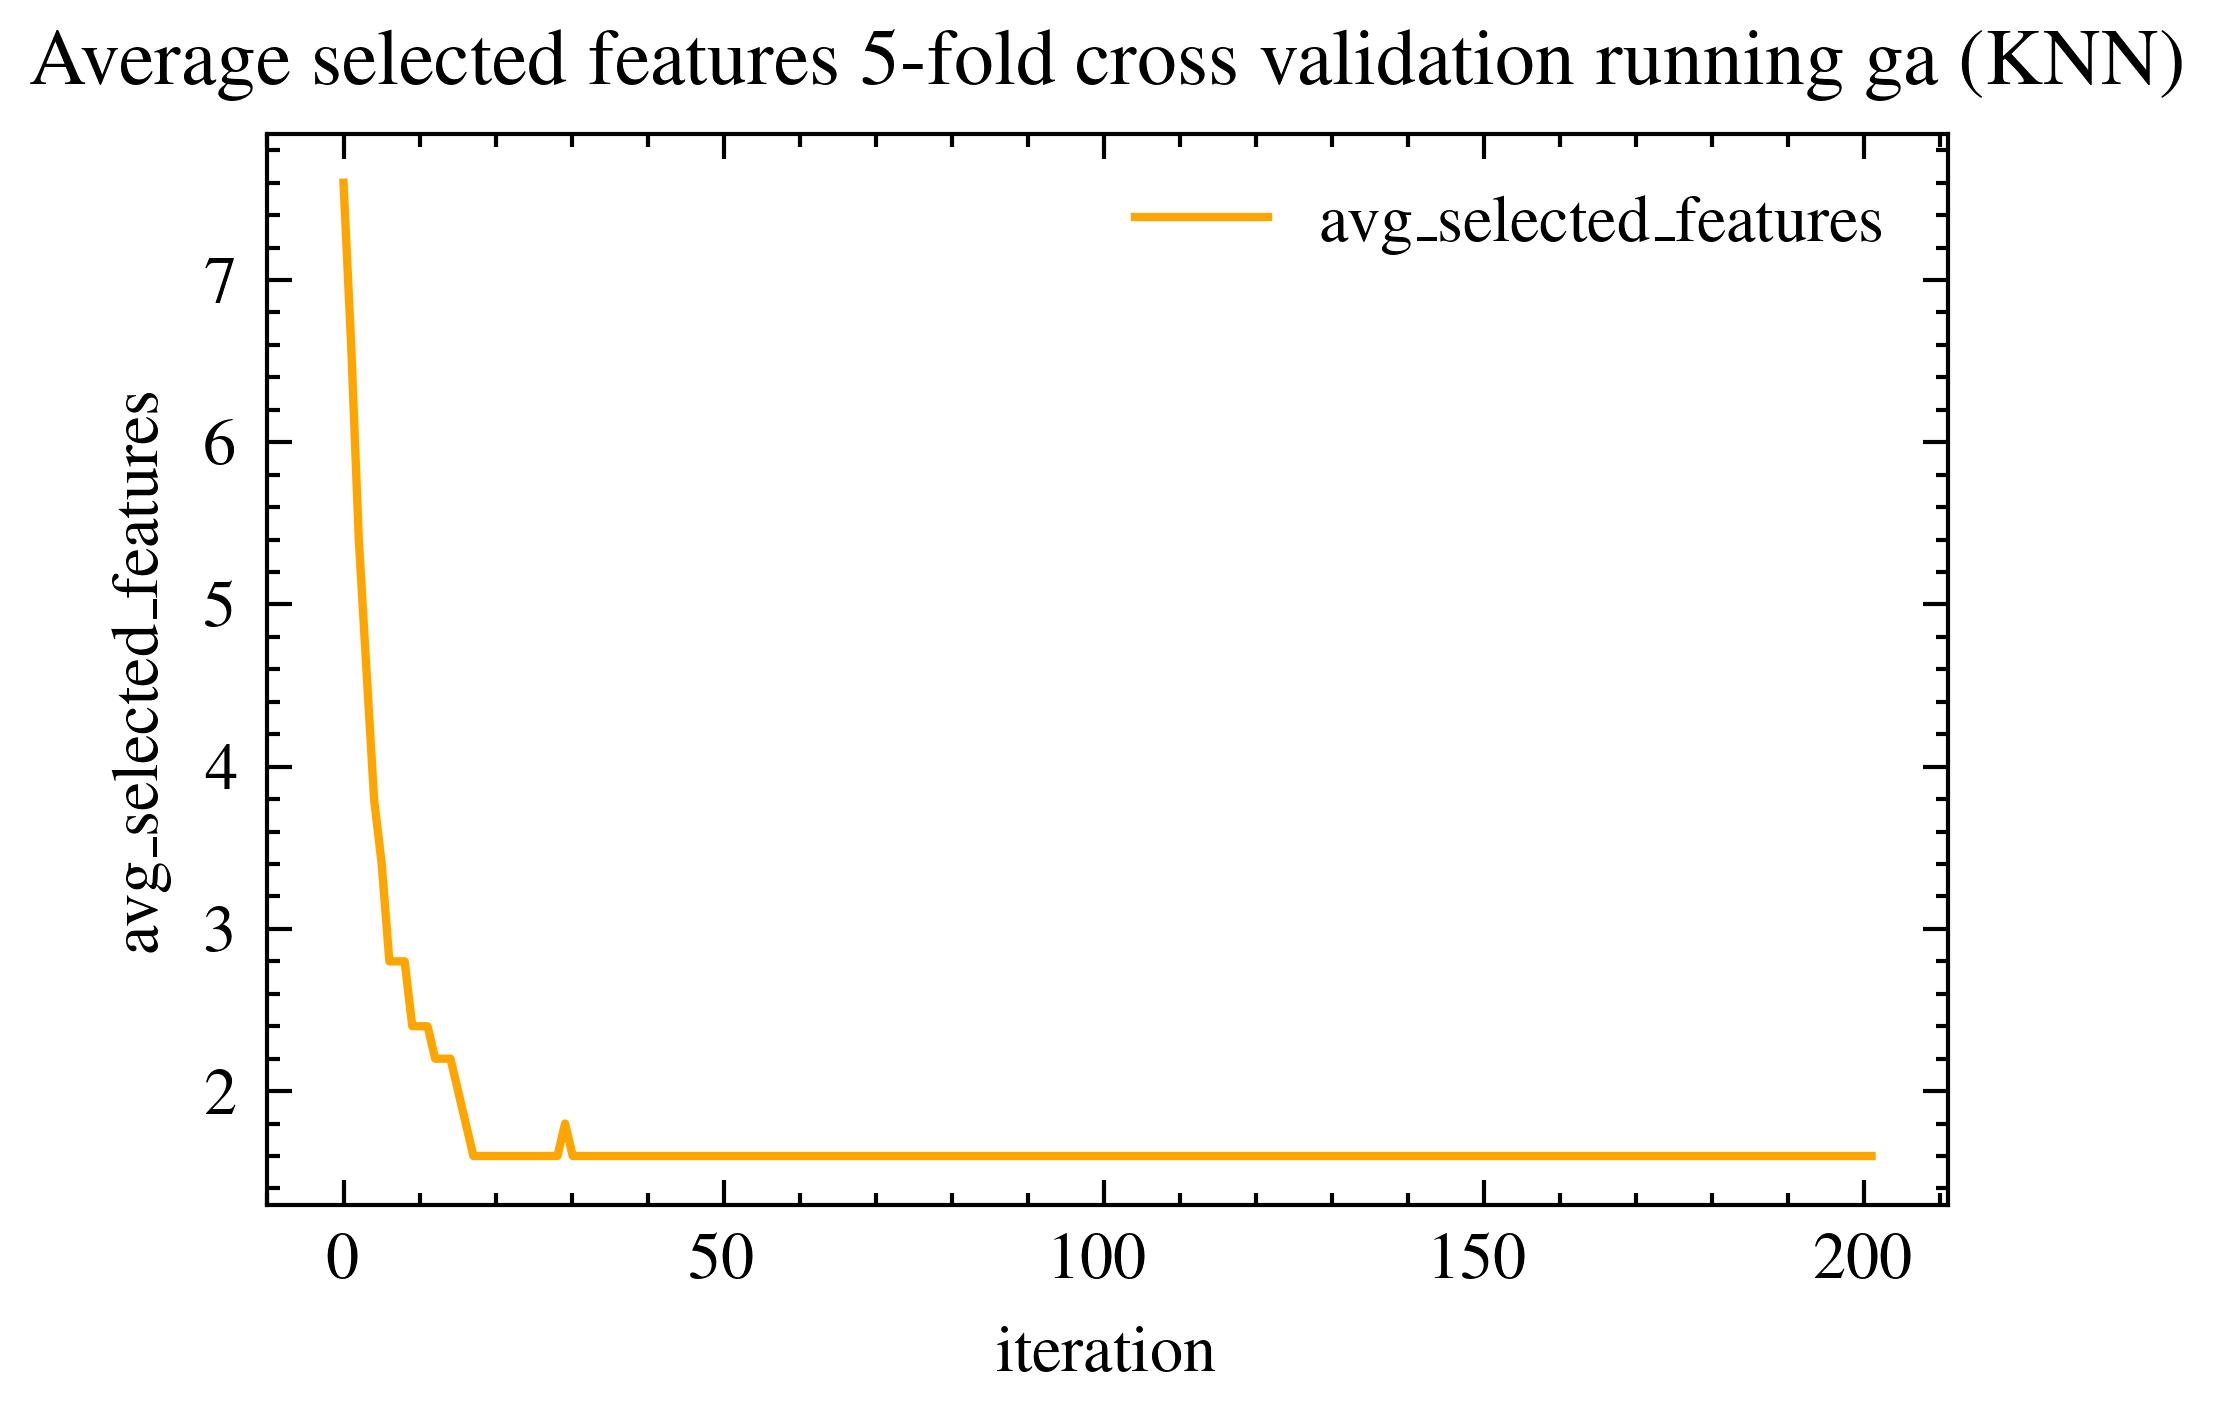 Average selected features 5-fold cross validation running ga (KNN)
avg_selected_features
avg_selected_features
7
6
5
4
3
2
0 50 100 150 200
iteration